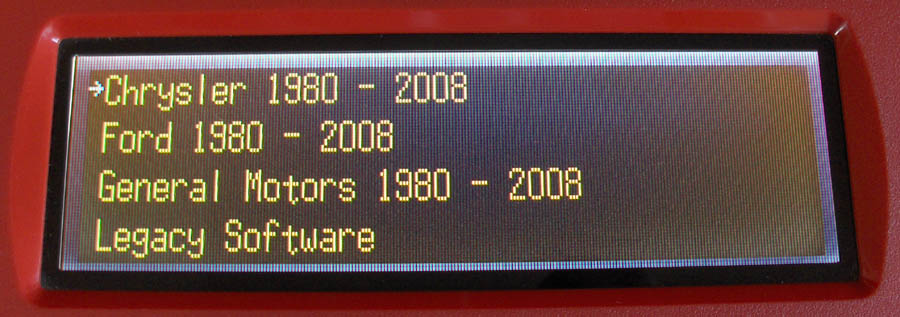 →Chrysler 1980 - 2008
Ford 1980 - 2008
General Motors 1980 - 2008
Legacy Software